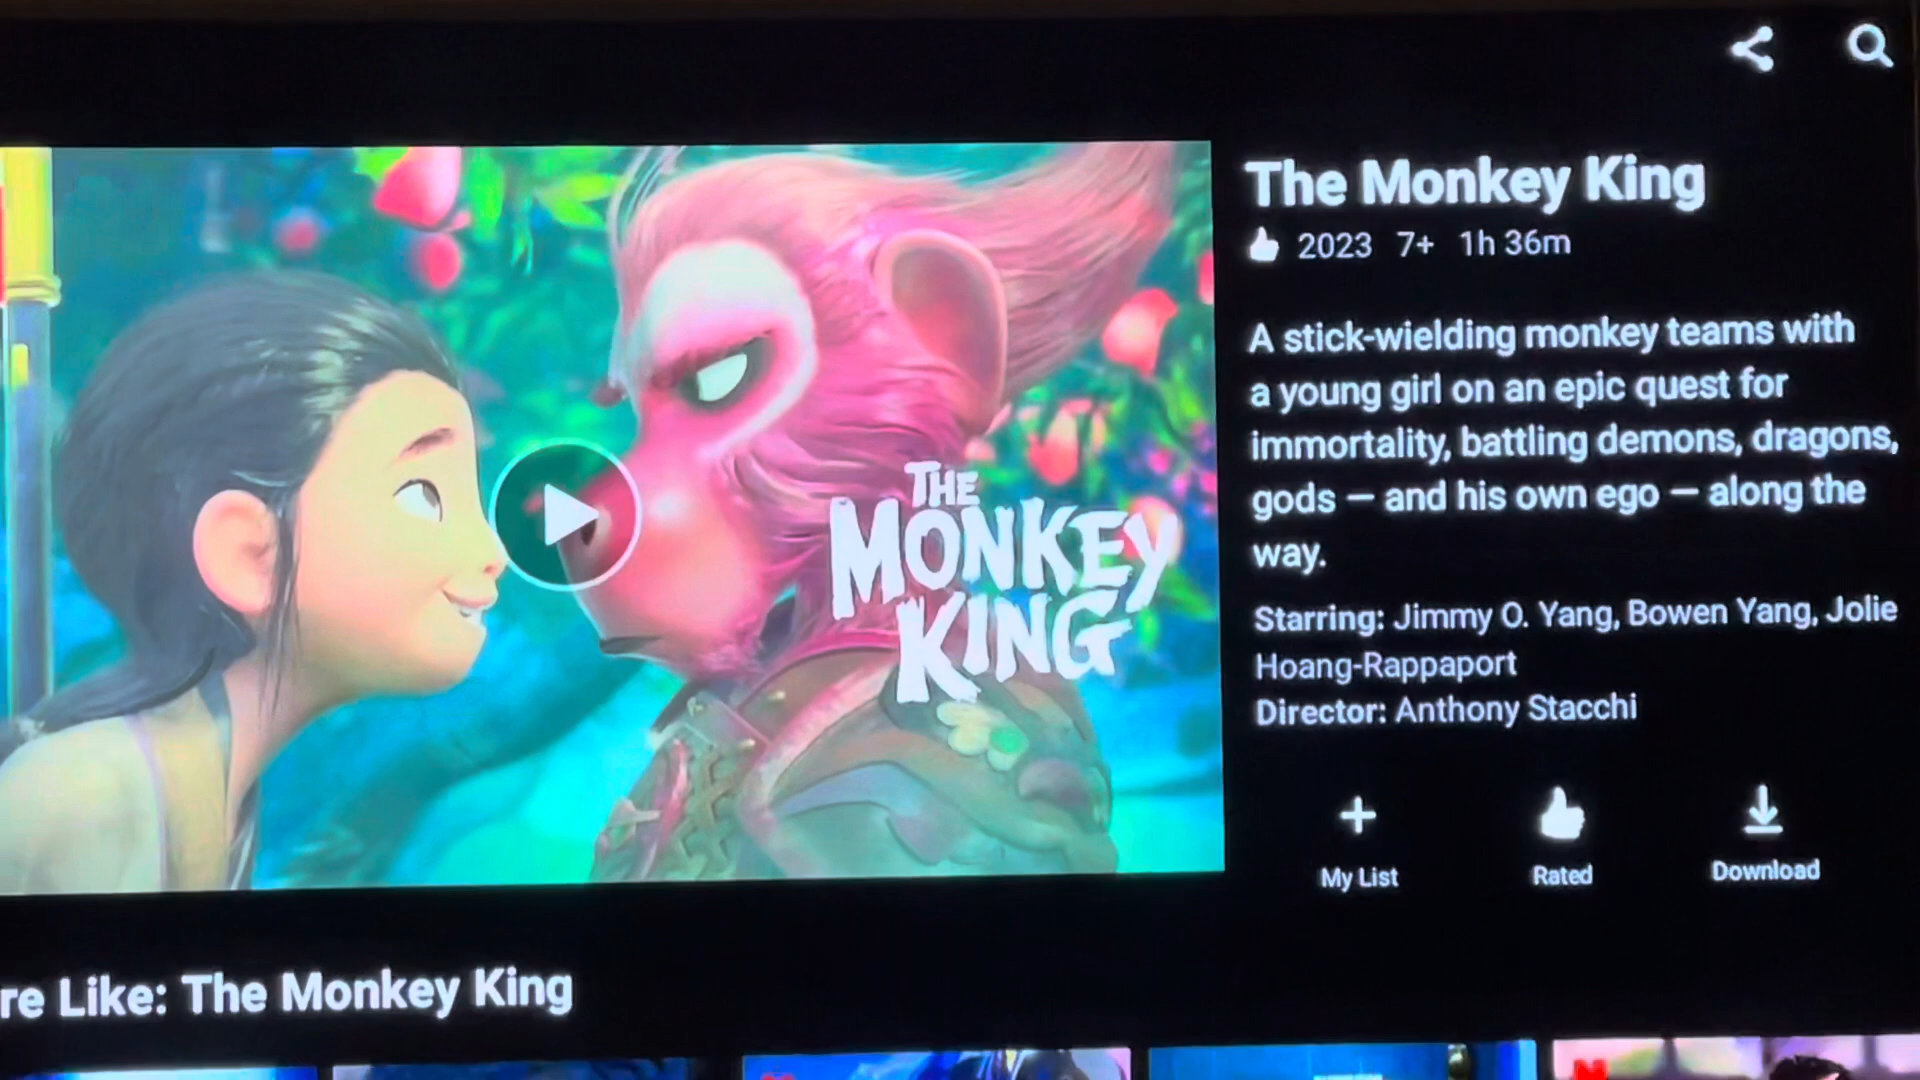 The Monkey King
2023 7+ 1h 36m
A stick-wielding monkey teams with
a young girl on an epic quest for
immortality, battling demons, dragons,
gods — and his own ego — along the
way.
Starring: Jimmy O. Yang, Bowen Yang, Jolie
Hoang-Rappaport
Director: Anthony Stacchi
THE
MONKEY
KING
My List
Rated
Download
re Like: The Monkey King